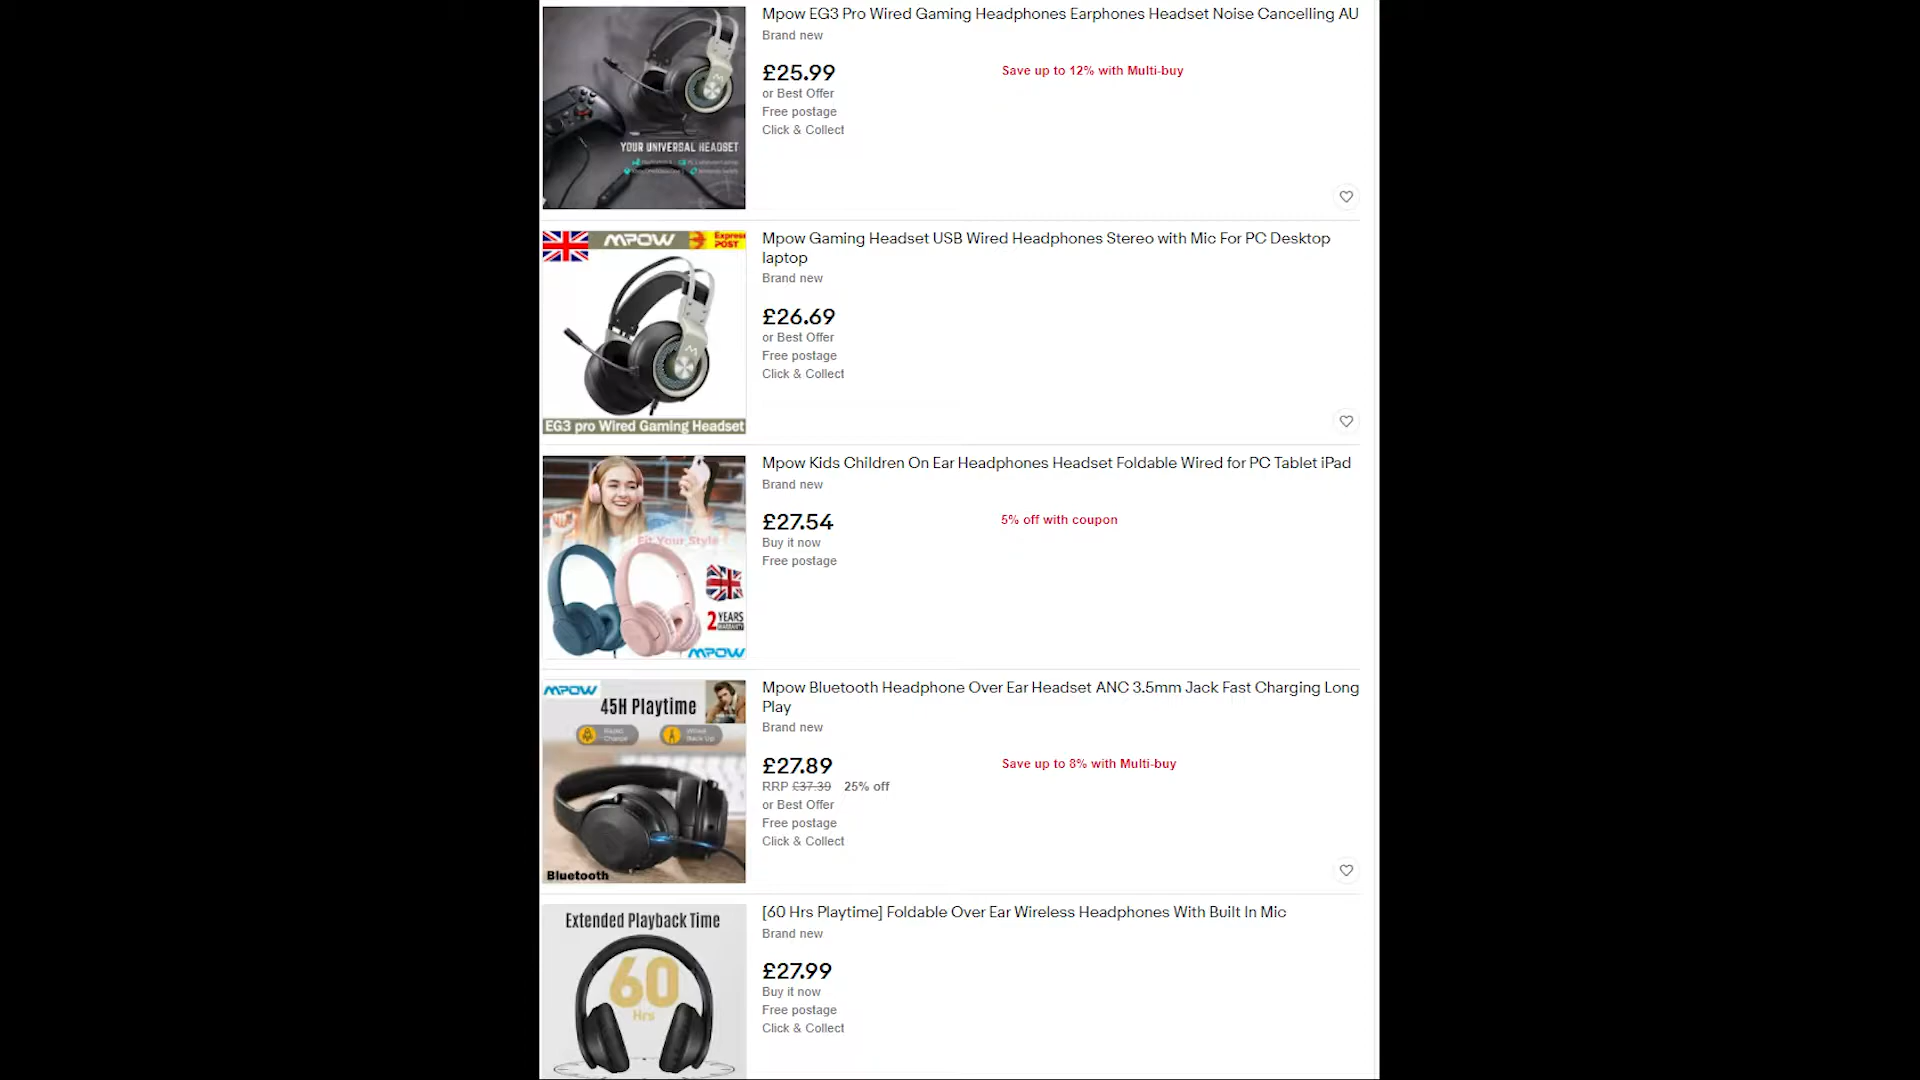 Mpow EG3 Pro Wired Gaming Headphones Earphones Headset Noise Cancelling AU
Brand new
£25.99
Save up to 12% with Multi-buy
or Best Offer
Free postage
Click & Collect
YOUR UNIVERSAL HEADSET
MPOW
Express
POST
EG3 pro Wired Gaming Headset
Mpow Gaming Headset USB Wired Headphones Stereo with Mic For PC Desktop
laptop
Brand new
£26.69
or Best Offer
Free postage
Click & Collect
Fit Your Style
2 YEARS
WARRANTY
MPOW
Mpow Kids Children On Ear Headphones Headset Foldable Wired for PC Tablet iPad
Brand new
£27.54
5% off with coupon
Buy it now
Free postage
MPOW
45H Playtime
Rapid
Charge
Wired
Back Up
Bluetooth
Mpow Bluetooth Headphone Over Ear Headset ANC 3.5mm Jack Fast Charging Long
Play
Brand new
£27.89
Save up to 8% with Multi-buy
RRP £37.39 25% off
or Best Offer
Free postage
Click & Collect
Extended Playback Time
60
Hrs
[60 Hrs Playtime] Foldable Over Ear Wireless Headphones With Built In Mic
Brand new
£27.99
Buy it now
Free postage
Click & Collect